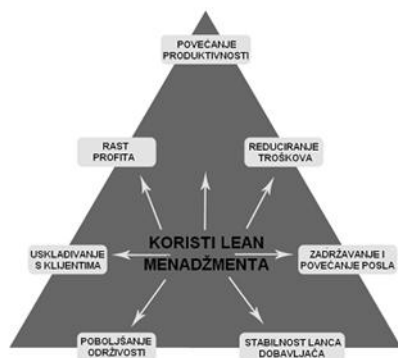 POVEĆANJE
PRODUKTIVNOSTI
RAST
PROFITA
REDUCIRANJE
TROŠKOVA
KORISTI LEAN
MENADŽMENTA
USKLAĐIVANJE
S KLIJENTIMA
ZADRŽAVANJE I
POVEĆANJE POSLA
POBOLJŠANJE
ODRŽIVOSTI
STABILNOST LANCA
DOBAVLJAČA